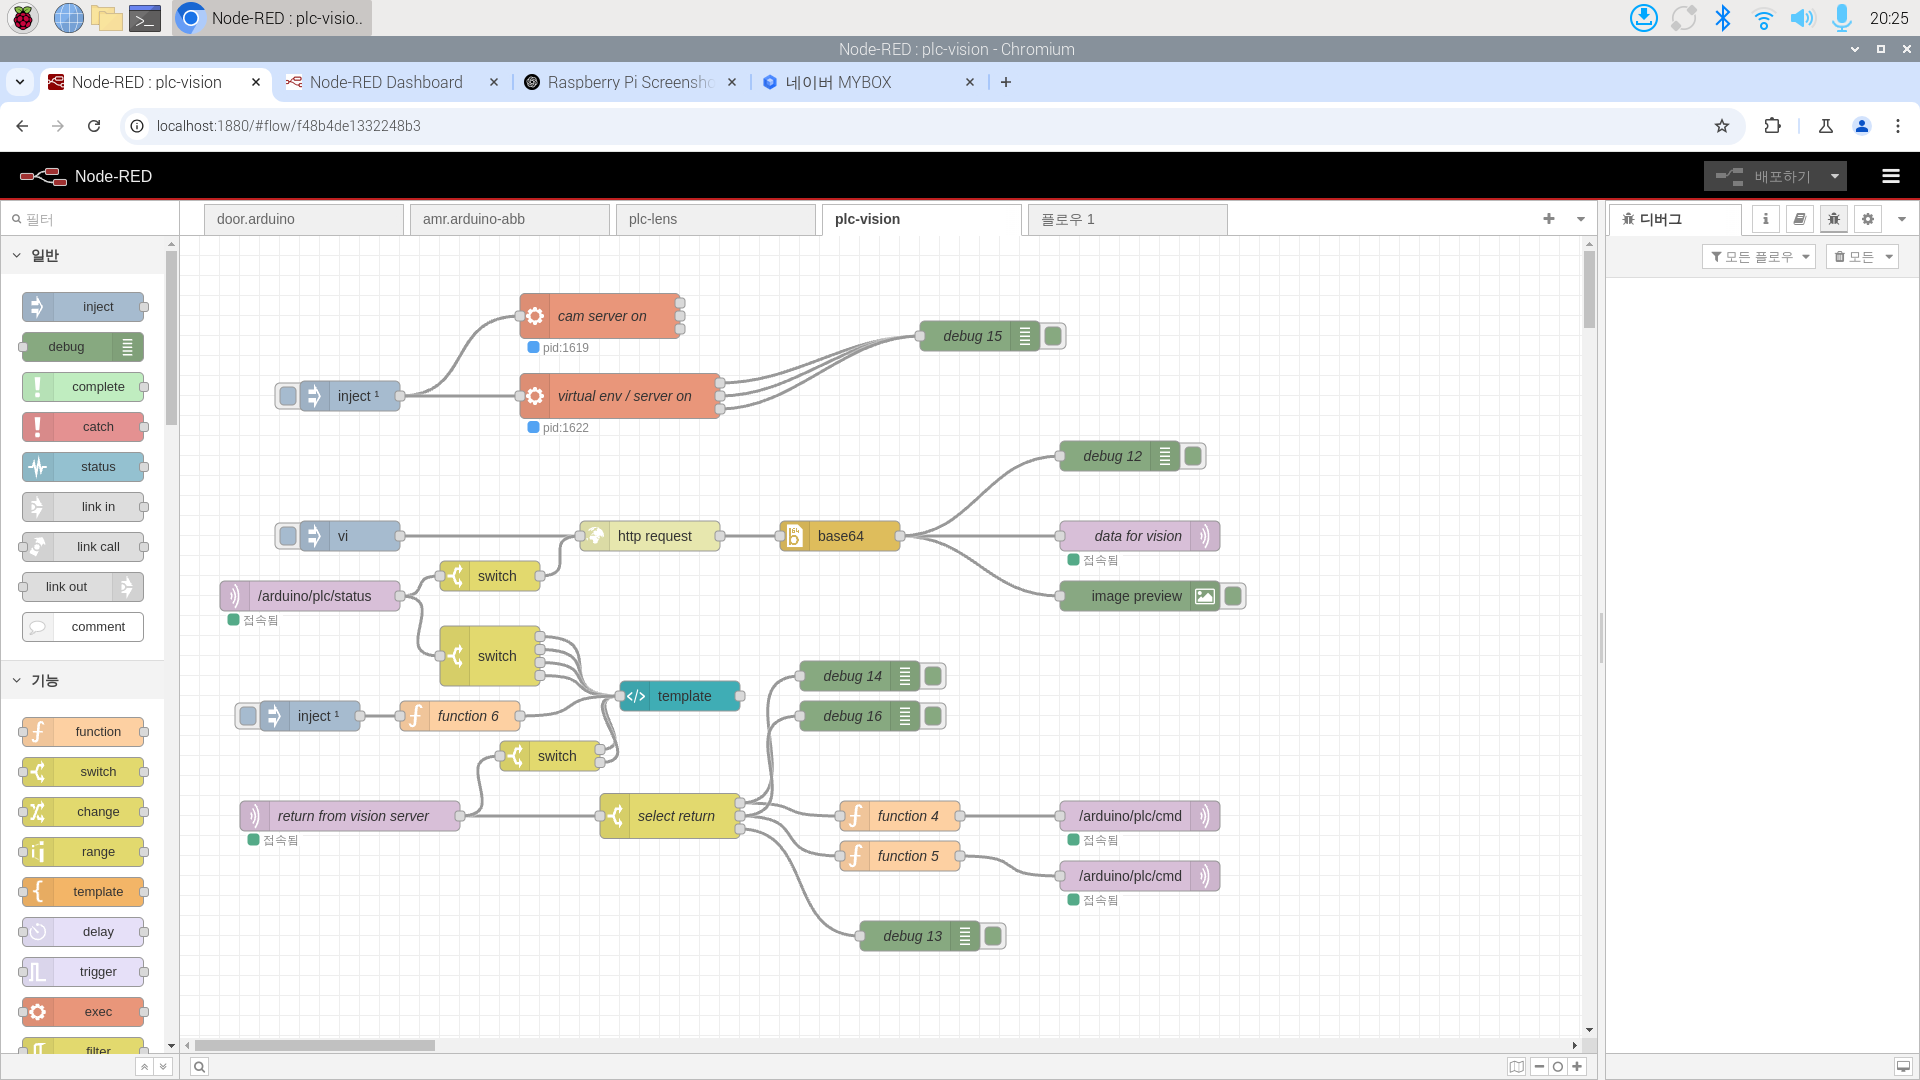 Node-RED : plc-visio..
20:25
Node-RED : plc-vision - Chromium
Node-RED : plc-vision
Node-RED Dashboard
Raspberry Pi Screensho
네이버 MYBOX
localhost:1880/#flow/f48b4de1332248b3
Node-RED
배포하기
필터
door.arduino
amr.arduino-abb
plc-lens
plc-vision
플로우 1
디버그
모든 플로우
모든
일반
inject
debug
complete
catch
status
link in
link call
link out
comment
기능
function
switch
change
range
template
delay
trigger
exec
filter
cam server on
pid:1619
debug 15
inject ¹
virtual env / server on
pid:1622
debug 12
vi
http request
base64
data for vision
접속됨
switch
/arduino/plc/status
접속됨
image preview
switch
debug 14
template
inject ¹
function 6
debug 16
switch
return from vision server
접속됨
select return
function 4
/arduino/plc/cmd
접속됨
function 5
/arduino/plc/cmd
접속됨
debug 13